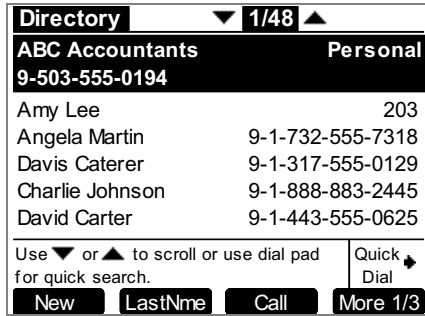 Directory ▼ 1/48 ▲
ABC Accountants Personal
9-503-555-0194
Amy Lee 203
Angela Martin 9-1-732-555-7318
Davis Caterer 9-1-317-555-0129
Charlie Johnson 9-1-888-883-2445
David Carter 9-1-443-555-0625
Use ▼ or ▲ to scroll or use dial pad
for quick search.
Quick
Dial
New LastNme Call More 1/3